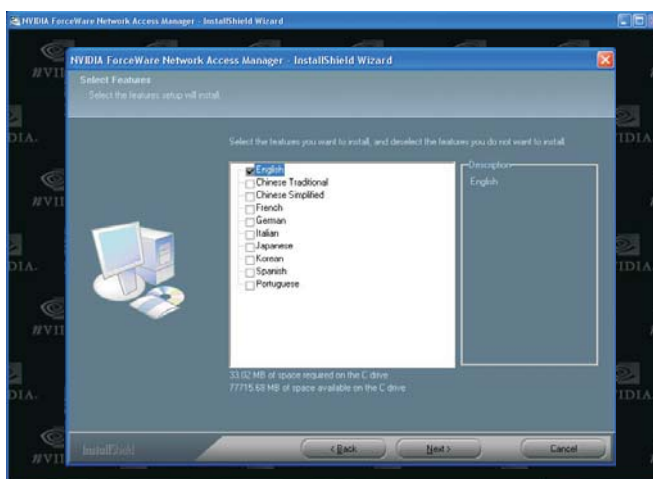 NVIDIA ForceWare Network Access Manager - InstallShield Wizard
NVIDIA ForceWare Network Access Manager - InstallShield Wizard
Select Features
Select the features setup will install.
Select the features you want to install, and deselect the features you do not want to install.
English
Chinese Traditional
Chinese Simplified
French
German
Italian
Japanese
Korean
Spanish
Portuguese
Description
English
33.02 MB of space required on the C drive
77715.68 MB of space available on the C drive
InstallShield
< Back
Next >
Cancel